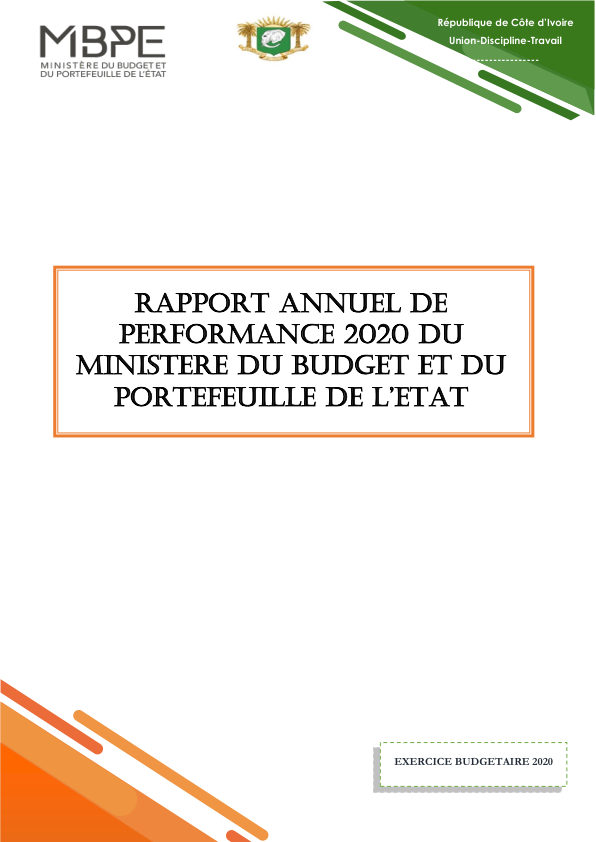 MBPE
MINISTÈRE DU BUDGET ET
DU PORTEFEUILLE DE L'ÉTAT
République de Côte d'Ivoire
Union-Discipline-Travail
----------------
RAPPORT ANNUEL DE
PERFORMANCE 2020 DU
MINISTERE DU BUDGET ET DU
PORTEFEUILLE DE L'ETAT
EXERCICE BUDGETAIRE 2020